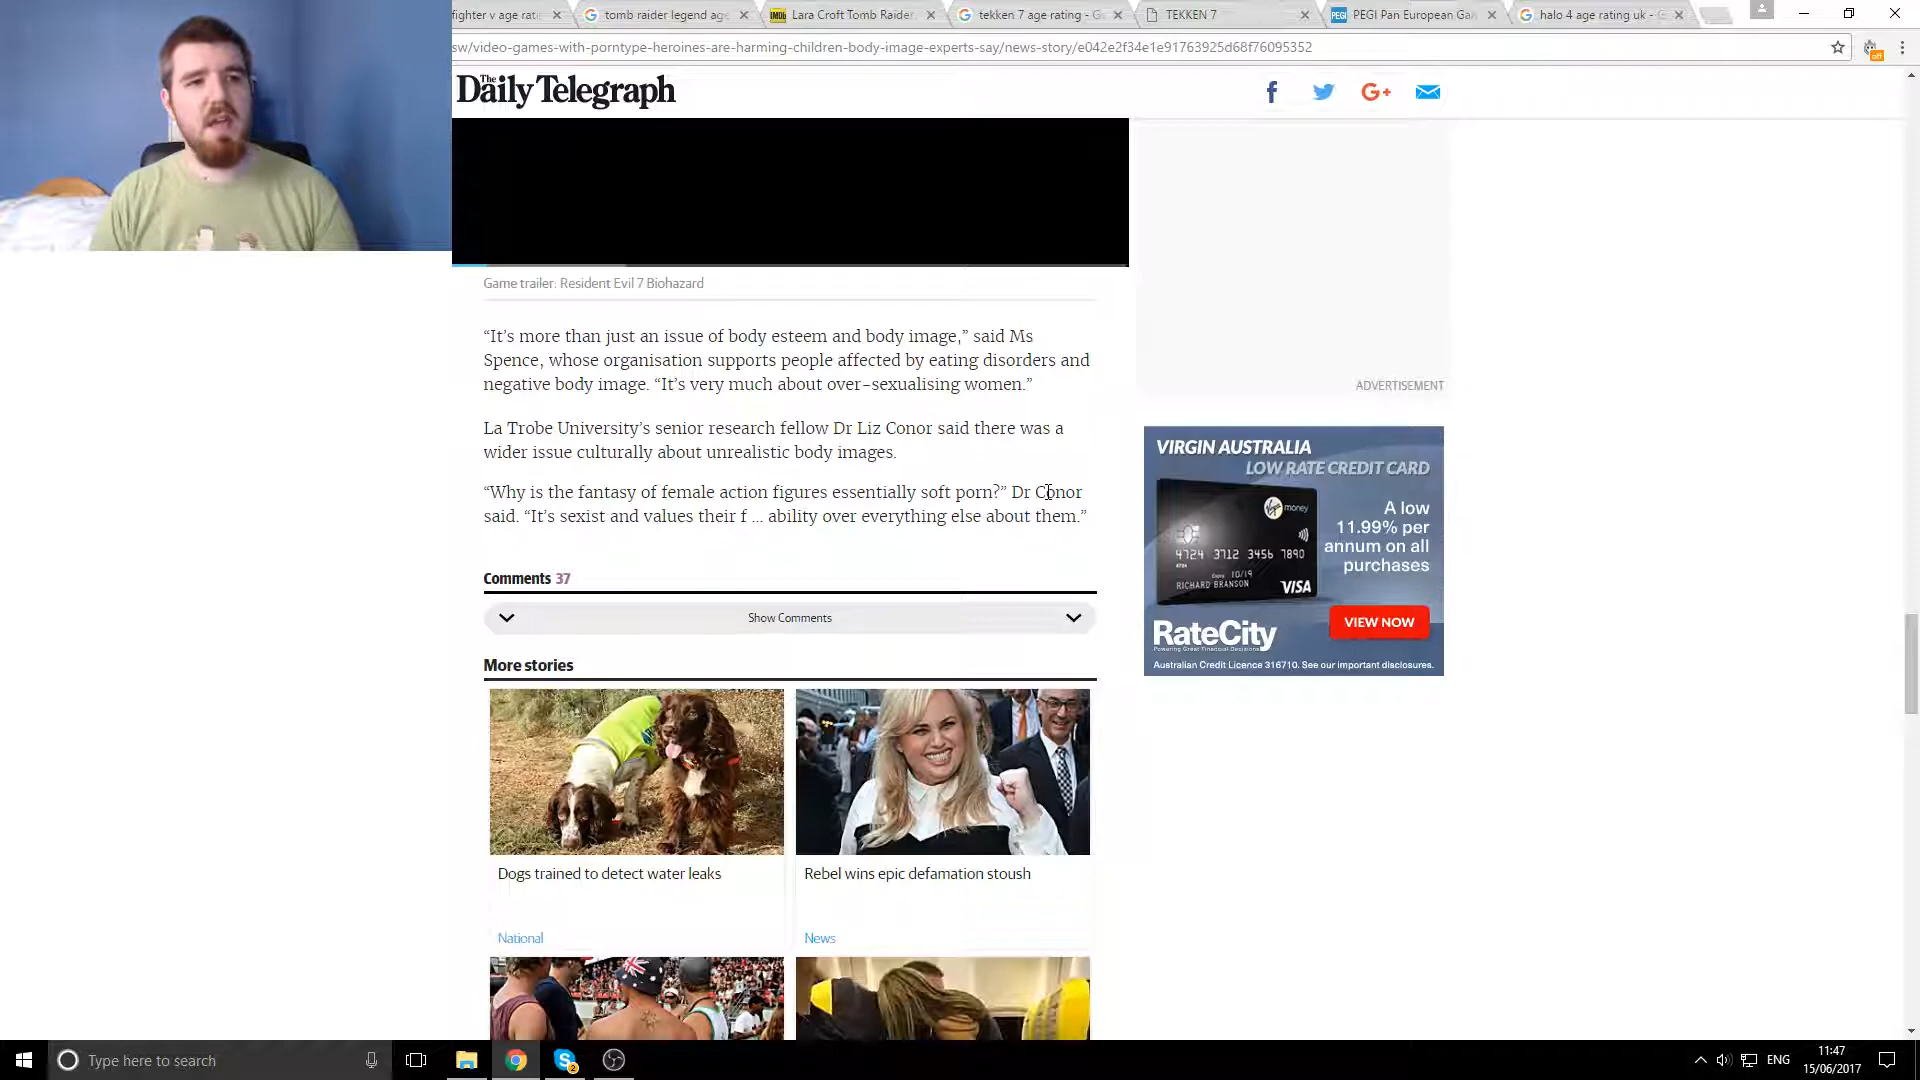 fighter v age rati
tomb raider legend age
Lara Croft Tomb Raider
tekken 7 age rating - G
TEKKEN 7
PEGI Pan European Ga
halo 4 age rating uk - G
sw/video-games-with-porntype-heroines-are-harming-children-body-image-experts-say/news-story/e042e2f34e1e91763925d68f76095352
The Daily Telegraph
Game trailer: Resident Evil 7 Biohazard
“It’s more than just an issue of body esteem and body image,” said Ms
Spence, whose organisation supports people affected by eating disorders and
negative body image. “It’s very much about over-sexualising women.”
La Trobe University’s senior research fellow Dr Liz Conor said there was a
wider issue culturally about unrealistic body images.
“Why is the fantasy of female action figures essentially soft porn?” Dr Conor
said. “It’s sexist and values their f ... ability over everything else about them.”
Comments 37
Show Comments
More stories
Dogs trained to detect water leaks
National
Rebel wins epic defamation stoush
News
ADVERTISEMENT
VIRGIN AUSTRALIA
LOW RATE CREDIT CARD
Virgin money
4724 3712 3456 7890
4724
Expiry 10/19
RICHARD BRANSON
VISA
A low
11.99% per
annum on all
purchases
RateCity
Powering Great Financial Decisions
VIEW NOW
Australian Credit Licence 316710. See our important disclosures.
Type here to search
ENG
11:47
15/06/2017